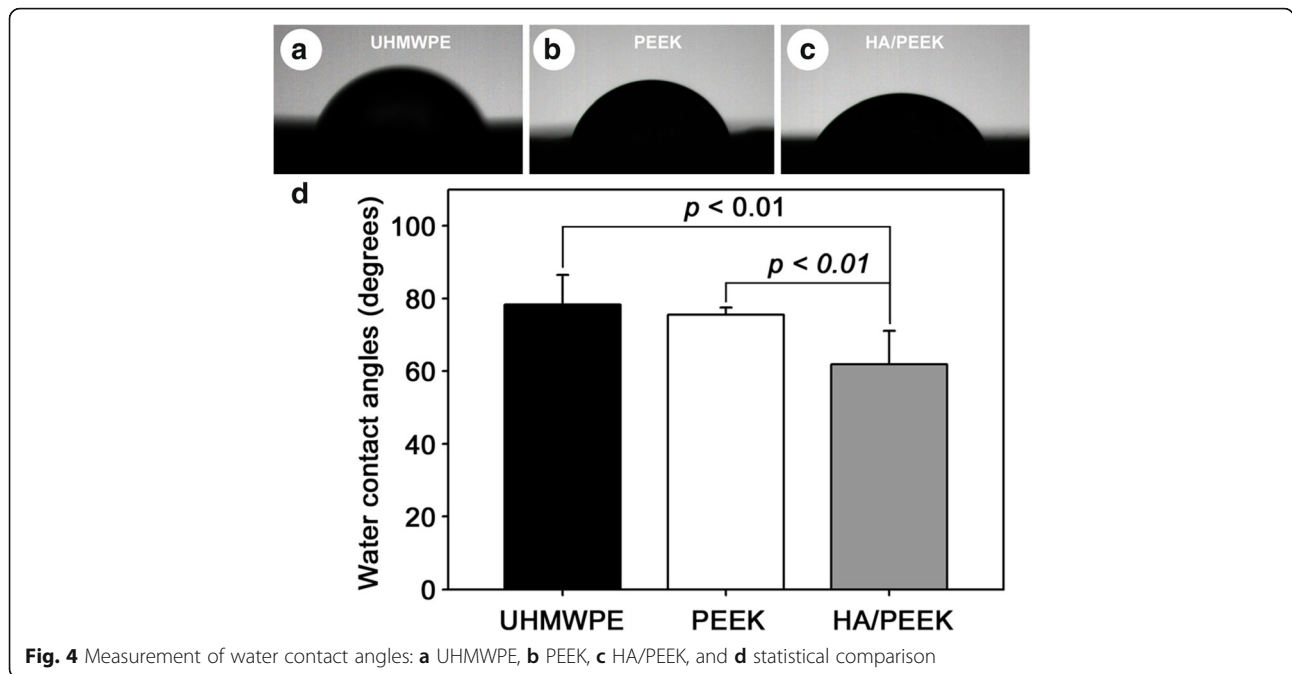 a
UHMWPE
b
PEEK
c
HA/PEEK
d
Water contact angles (degrees)
100
80
60
40
20
0
p < 0.01
p < 0.01
UHMWPE
PEEK
HA/PEEK
Fig. 4 Measurement of water contact angles: a UHMWPE, b PEEK, c HA/PEEK, and d statistical comparison